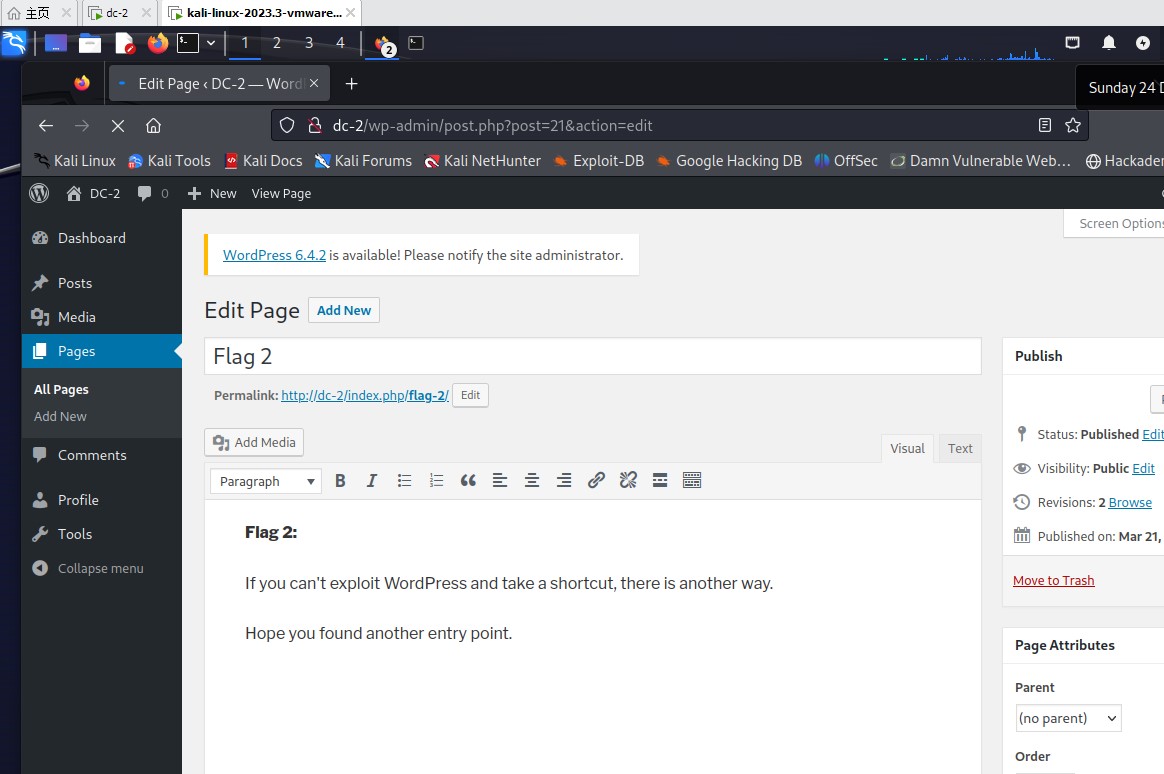 主页
dc-2
kali-linux-2023.3-vmware...
1 2 3 4
2
Edit Page ‹ DC-2 — Word
Sunday 24 D
dc-2/wp-admin/post.php?post=21&action=edit
Kali Linux Kali Tools Kali Docs Kali Forums Kali NetHunter Exploit-DB Google Hacking DB OffSec Damn Vulnerable Web... Hackader
DC-2 0 New View Page
Screen Options
Dashboard
Posts
Media
Pages
All Pages
Add New
Comments
Profile
Tools
Collapse menu
WordPress 6.4.2 is available! Please notify the site administrator.
Edit Page Add New
Flag 2
Permalink: http://dc-2/index.php/flag-2/ Edit
Add Media
Visual Text
Paragraph B I
Flag 2:
If you can't exploit WordPress and take a shortcut, there is another way.
Hope you found another entry point.
Publish
Status: Published Edit
Visibility: Public Edit
Revisions: 2 Browse
Published on: Mar 21,
Move to Trash
Page Attributes
Parent
(no parent)
Order